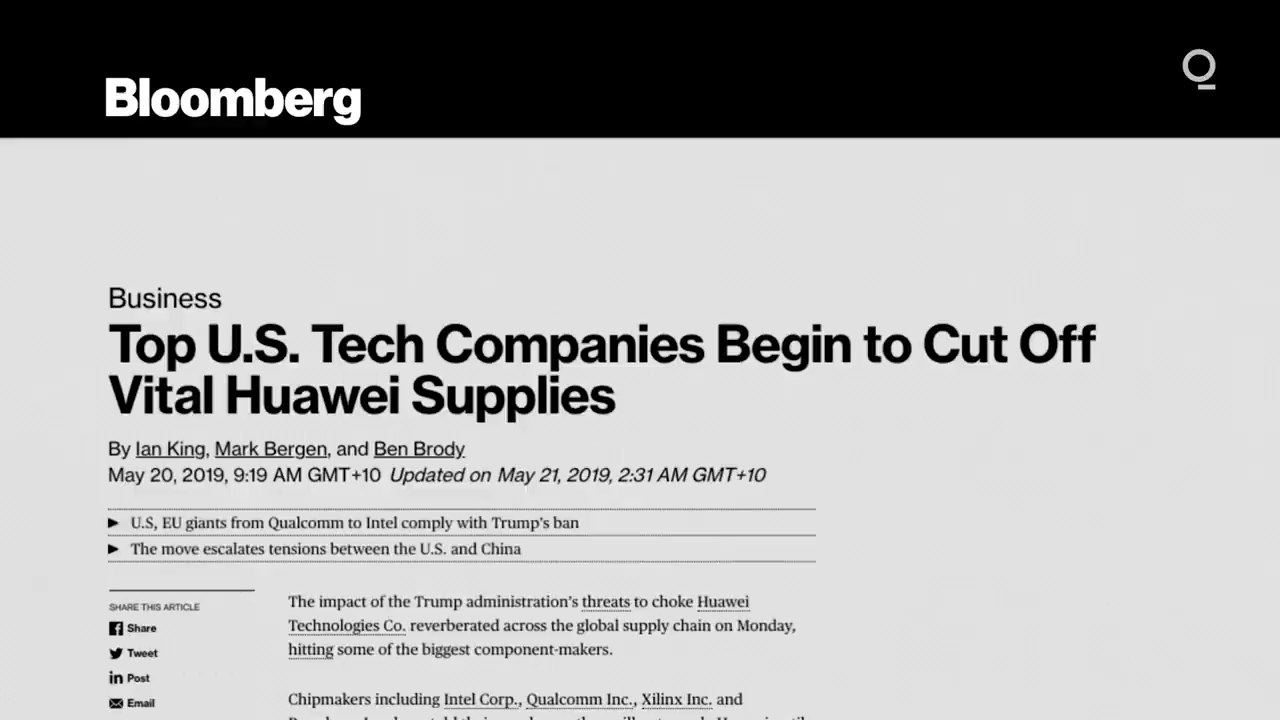 Bloomberg
Business
Top U.S. Tech Companies Begin to Cut Off
Vital Huawei Supplies
By Ian King, Mark Bergen, and Ben Brody
May 20, 2019, 9:19 AM GMT+10 Updated on May 21, 2019, 2:31 AM GMT+10
► U.S, EU giants from Qualcomm to Intel comply with Trump's ban
► The move escalates tensions between the U.S. and China
SHARE THIS ARTICLE
Share
Tweet
Post
Email
The impact of the Trump administration's threats to choke Huawei
Technologies Co. reverberated across the global supply chain on Monday,
hitting some of the biggest component-makers.
Chipmakers including Intel Corp., Qualcomm Inc., Xilinx Inc. and